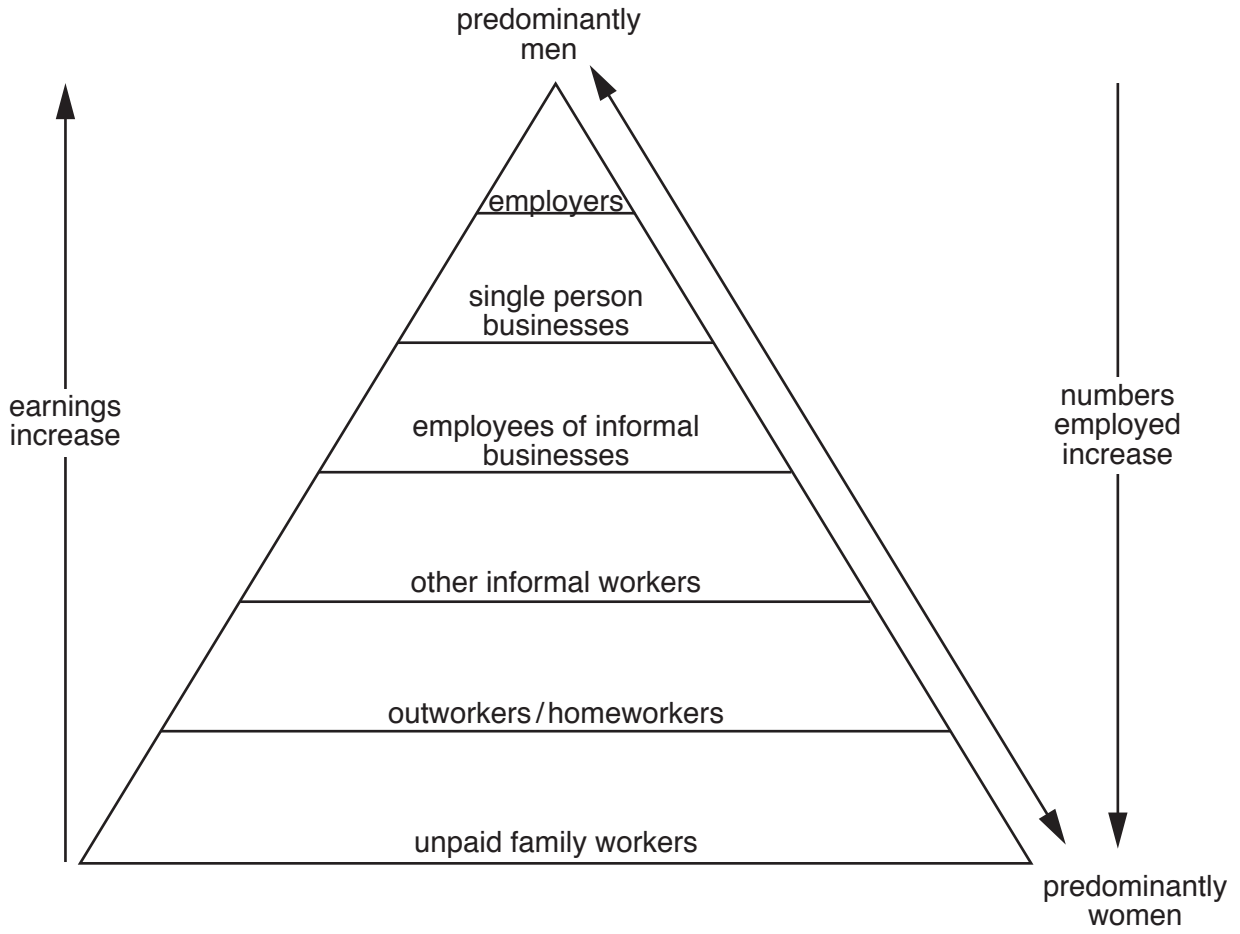 predominantly
men
employers
single person
businesses
earnings
increase
employees of informal
businesses
numbers
employed
increase
other informal workers
outworkers/homeworkers
unpaid family workers
predominantly
women